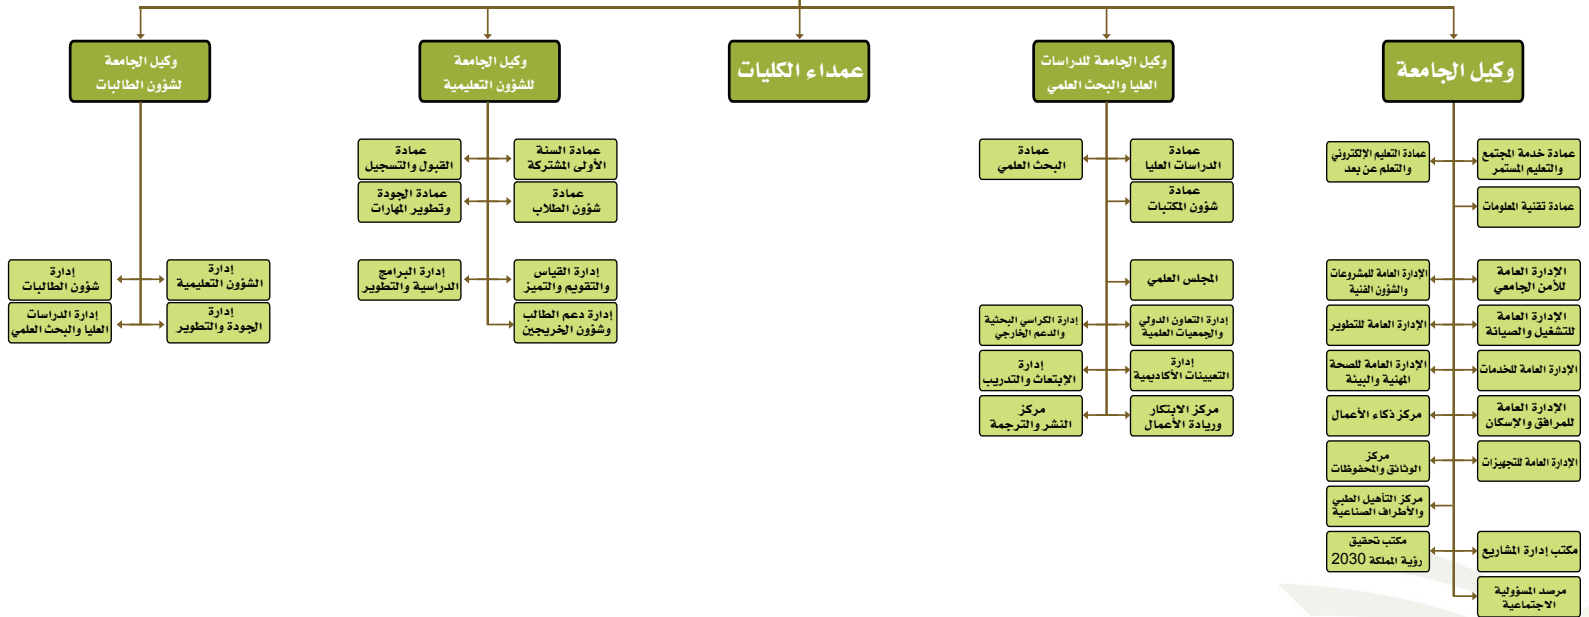 وكيل الجامعة
عمادة خدمة المجتمع
والتعليم المستمر
عمادة التعليم الإلكتروني
والتعلم عن بعد
عمادة تقنية المعلومات
الإدارة العامة
للأمن الجامعي
الإدارة العامة للمشروعات
والشؤون الفنية
الإدارة العامة
للتشغيل والصيانة
الإدارة العامة للتطوير
الإدارة العامة للخدمات
الإدارة العامة للصحة
المهنية والبيئة
الإدارة العامة
للمرافق والإسكان
مركز ذكاء الأعمال
الإدارة العامة للتجهيزات
مركز
الوثائق والمحفوظات
مركز التأهيل الطبي
والأطراف الصناعية
مكتب إدارة المشاريع
مكتب تحقيق
رؤية المملكة 2030
مرصد المسؤولية
الاجتماعية
وكيل الجامعة للدراسات
العليا والبحث العلمي
عمادة
الدراسات العليا
عمادة
البحث العلمي
عمادة
شؤون المكتبات
المجلس العلمي
إدارة التعاون الدولي
والجمعيات العلمية
إدارة الكراسي البحثية
والدعم الخارجي
إدارة
التعيينات الأكاديمية
إدارة
الإبتعاث والتدريب
مركز الابتكار
وريادة الأعمال
مركز
النشر والترجمة
عمداء الكليات
وكيل الجامعة
للشؤون التعليمية
عمادة السنة
الأولى المشتركة
عمادة
القبول والتسجيل
عمادة
شؤون الطلاب
عمادة الجودة
وتطوير المهارات
إدارة القياس
والتقويم والتميز
إدارة البرامج
الدراسية والتطوير
إدارة دعم الطالب
وشؤون الخريجين
وكيل الجامعة
لشؤون الطالبات
إدارة
الشؤون التعليمية
إدارة
شؤون الطالبات
إدارة
الجودة والتطوير
إدارة الدراسات
العليا والبحث العلمي